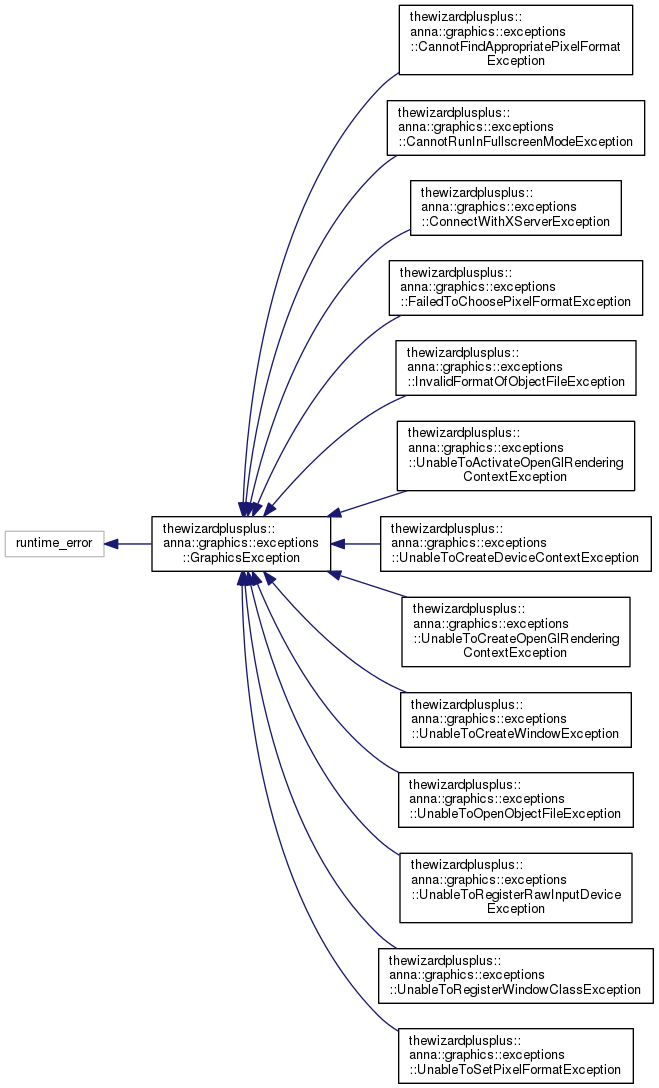 thewizardplusplus::
anna::graphics::exceptions
::CannotFindAppropriatePixelFormat
Exception
thewizardplusplus::
anna::graphics::exceptions
::CannotRunInFullscreenModeException
thewizardplusplus::
anna::graphics::exceptions
::ConnectWithXServerException
thewizardplusplus::
anna::graphics::exceptions
::FailedToChoosePixelFormatException
thewizardplusplus::
anna::graphics::exceptions
::InvalidFormatOfObjectFileException
thewizardplusplus::
anna::graphics::exceptions
::UnableToActivateOpenGlRendering
ContextException
runtime_error
thewizardplusplus::
anna::graphics::exceptions
::GraphicsException
thewizardplusplus::
anna::graphics::exceptions
::UnableToCreateDeviceContextException
thewizardplusplus::
anna::graphics::exceptions
::UnableToCreateOpenGlRendering
ContextException
thewizardplusplus::
anna::graphics::exceptions
::UnableToCreateWindowException
thewizardplusplus::
anna::graphics::exceptions
::UnableToOpenObjectFileException
thewizardplusplus::
anna::graphics::exceptions
::UnableToRegisterRawInputDevice
Exception
thewizardplusplus::
anna::graphics::exceptions
::UnableToRegisterWindowClassException
thewizardplusplus::
anna::graphics::exceptions
::UnableToSetPixelFormatException